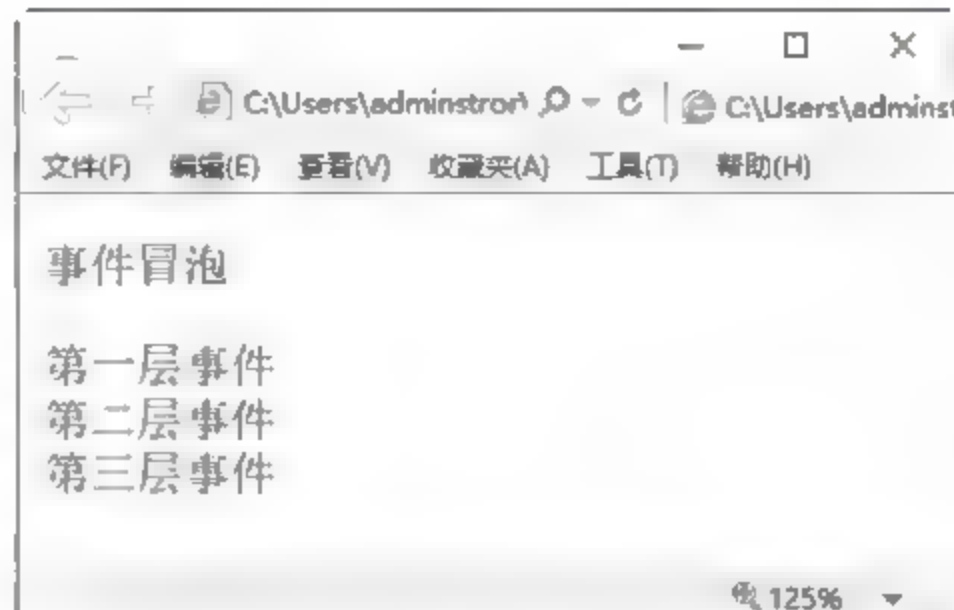 C:\Users\adminstror\ C:\Users\adminst
文件(F) 编辑(E) 查看(V) 收藏夹(A) 工具(T) 帮助(H)
事件冒泡
第一层事件
第二层事件
第三层事件
125%